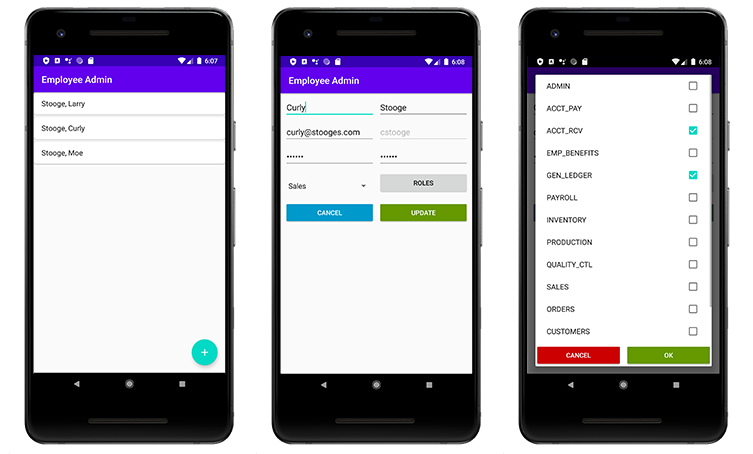 6:07
Employee Admin
Stooge, Larry
Stooge, Curly
Stooge, Moe
+
6:08
Employee Admin
Curly Stooge
curly@stooges.com cstooge
•••••• ••••••
Sales ROLES
CANCEL UPDATE
6:08
ADMIN
ACCT_PAY
ACCT_RCV
EMP_BENEFITS
GEN_LEDGER
PAYROLL
INVENTORY
PRODUCTION
QUALITY_CTL
SALES
ORDERS
CUSTOMERS
CANCEL OK